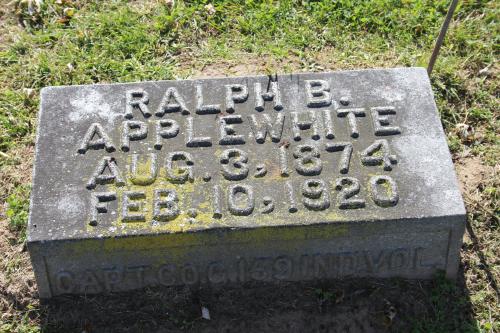 RALPH B.
APPLEWHITE
AUG. 3, 1874
FEB. 10, 1920
CAPT. CO. C. 159 IND. VOL.